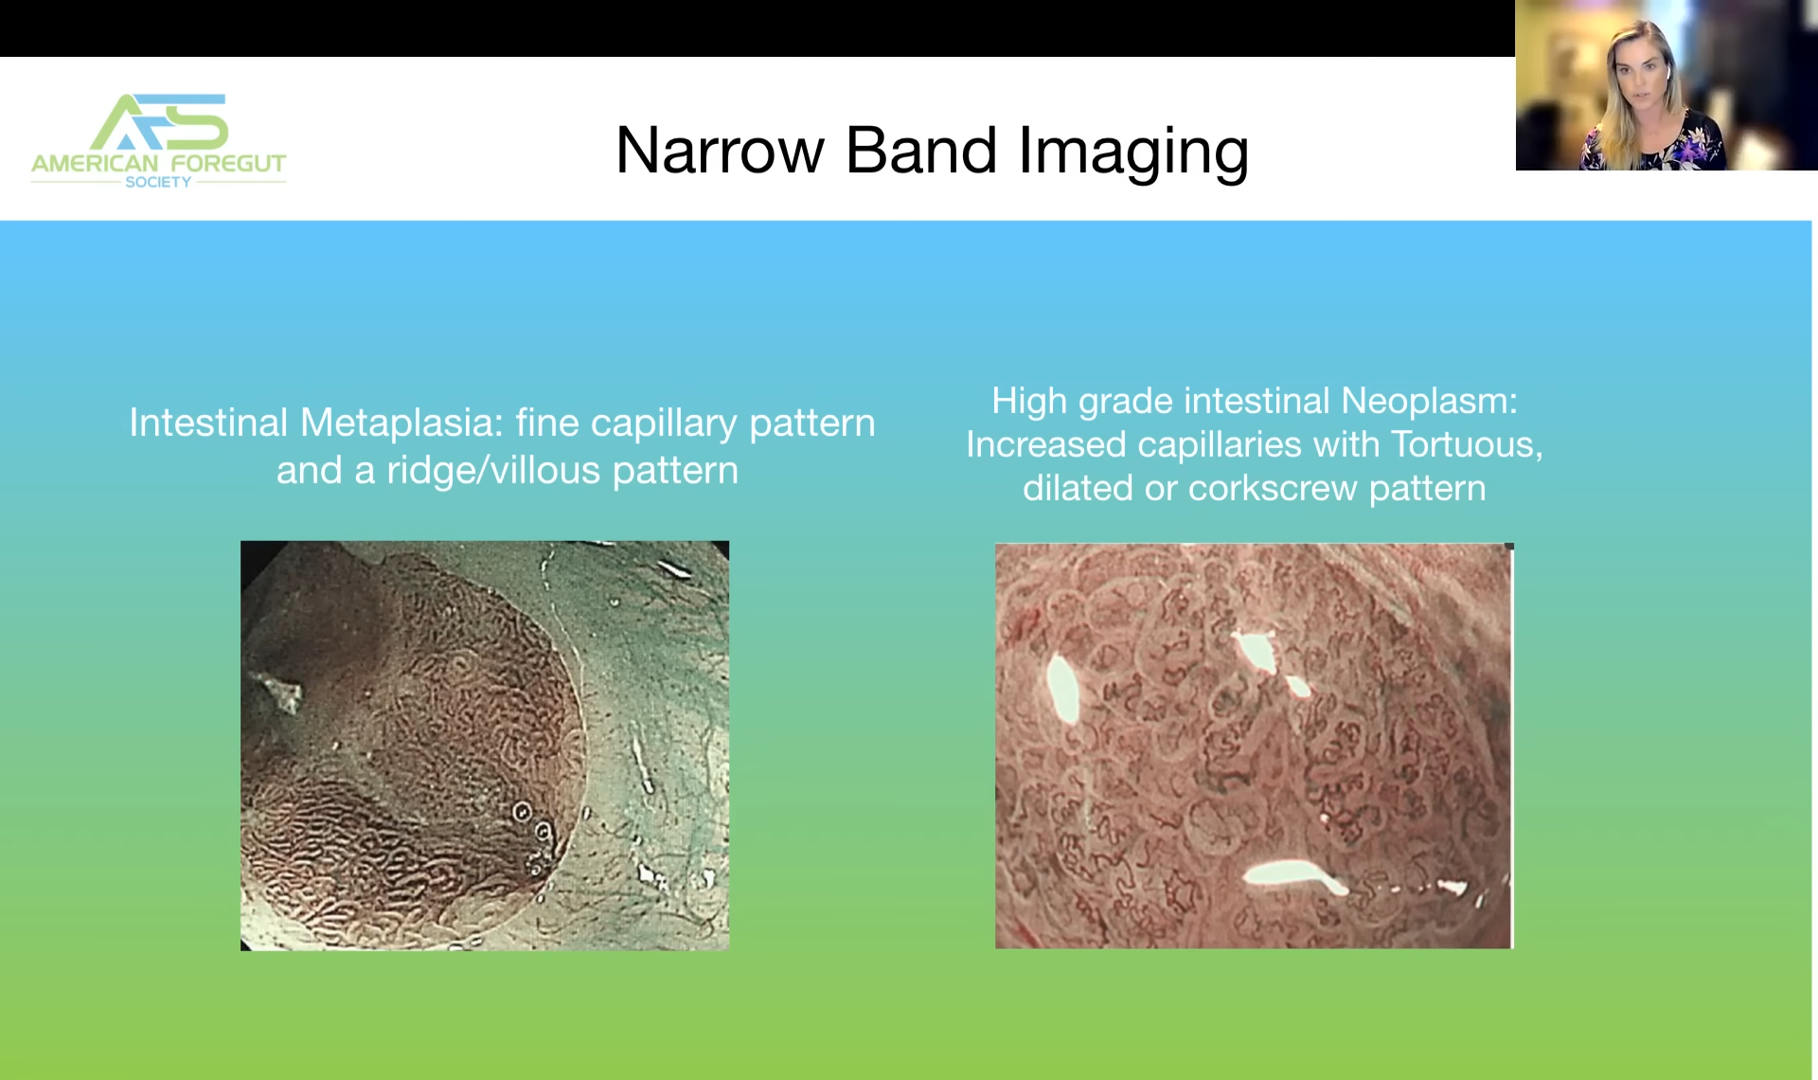 AFS
AMERICAN FOREGUT
SOCIETY
Narrow Band Imaging
Intestinal Metaplasia: fine capillary pattern
and a ridge/villous pattern
High grade intestinal Neoplasm:
Increased capillaries with Tortuous,
dilated or corkscrew pattern